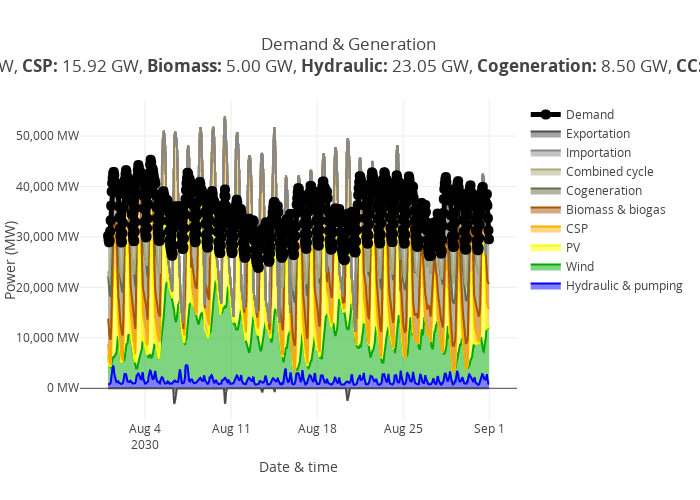 Demand & Generation
W, CSP: 15.92 GW, Biomass: 5.00 GW, Hydraulic: 23.05 GW, Cogeneration: 8.50 GW, CC:
50,000 MW
40,000 MW
30,000 MW
20,000 MW
10,000 MW
0 MW
Power (MW)
Aug 4
2030
Aug 11
Aug 18
Aug 25
Sep 1
Date & time
Demand
Exportation
Importation
Combined cycle
Cogeneration
Biomass & biogas
CSP
PV
Wind
Hydraulic & pumping